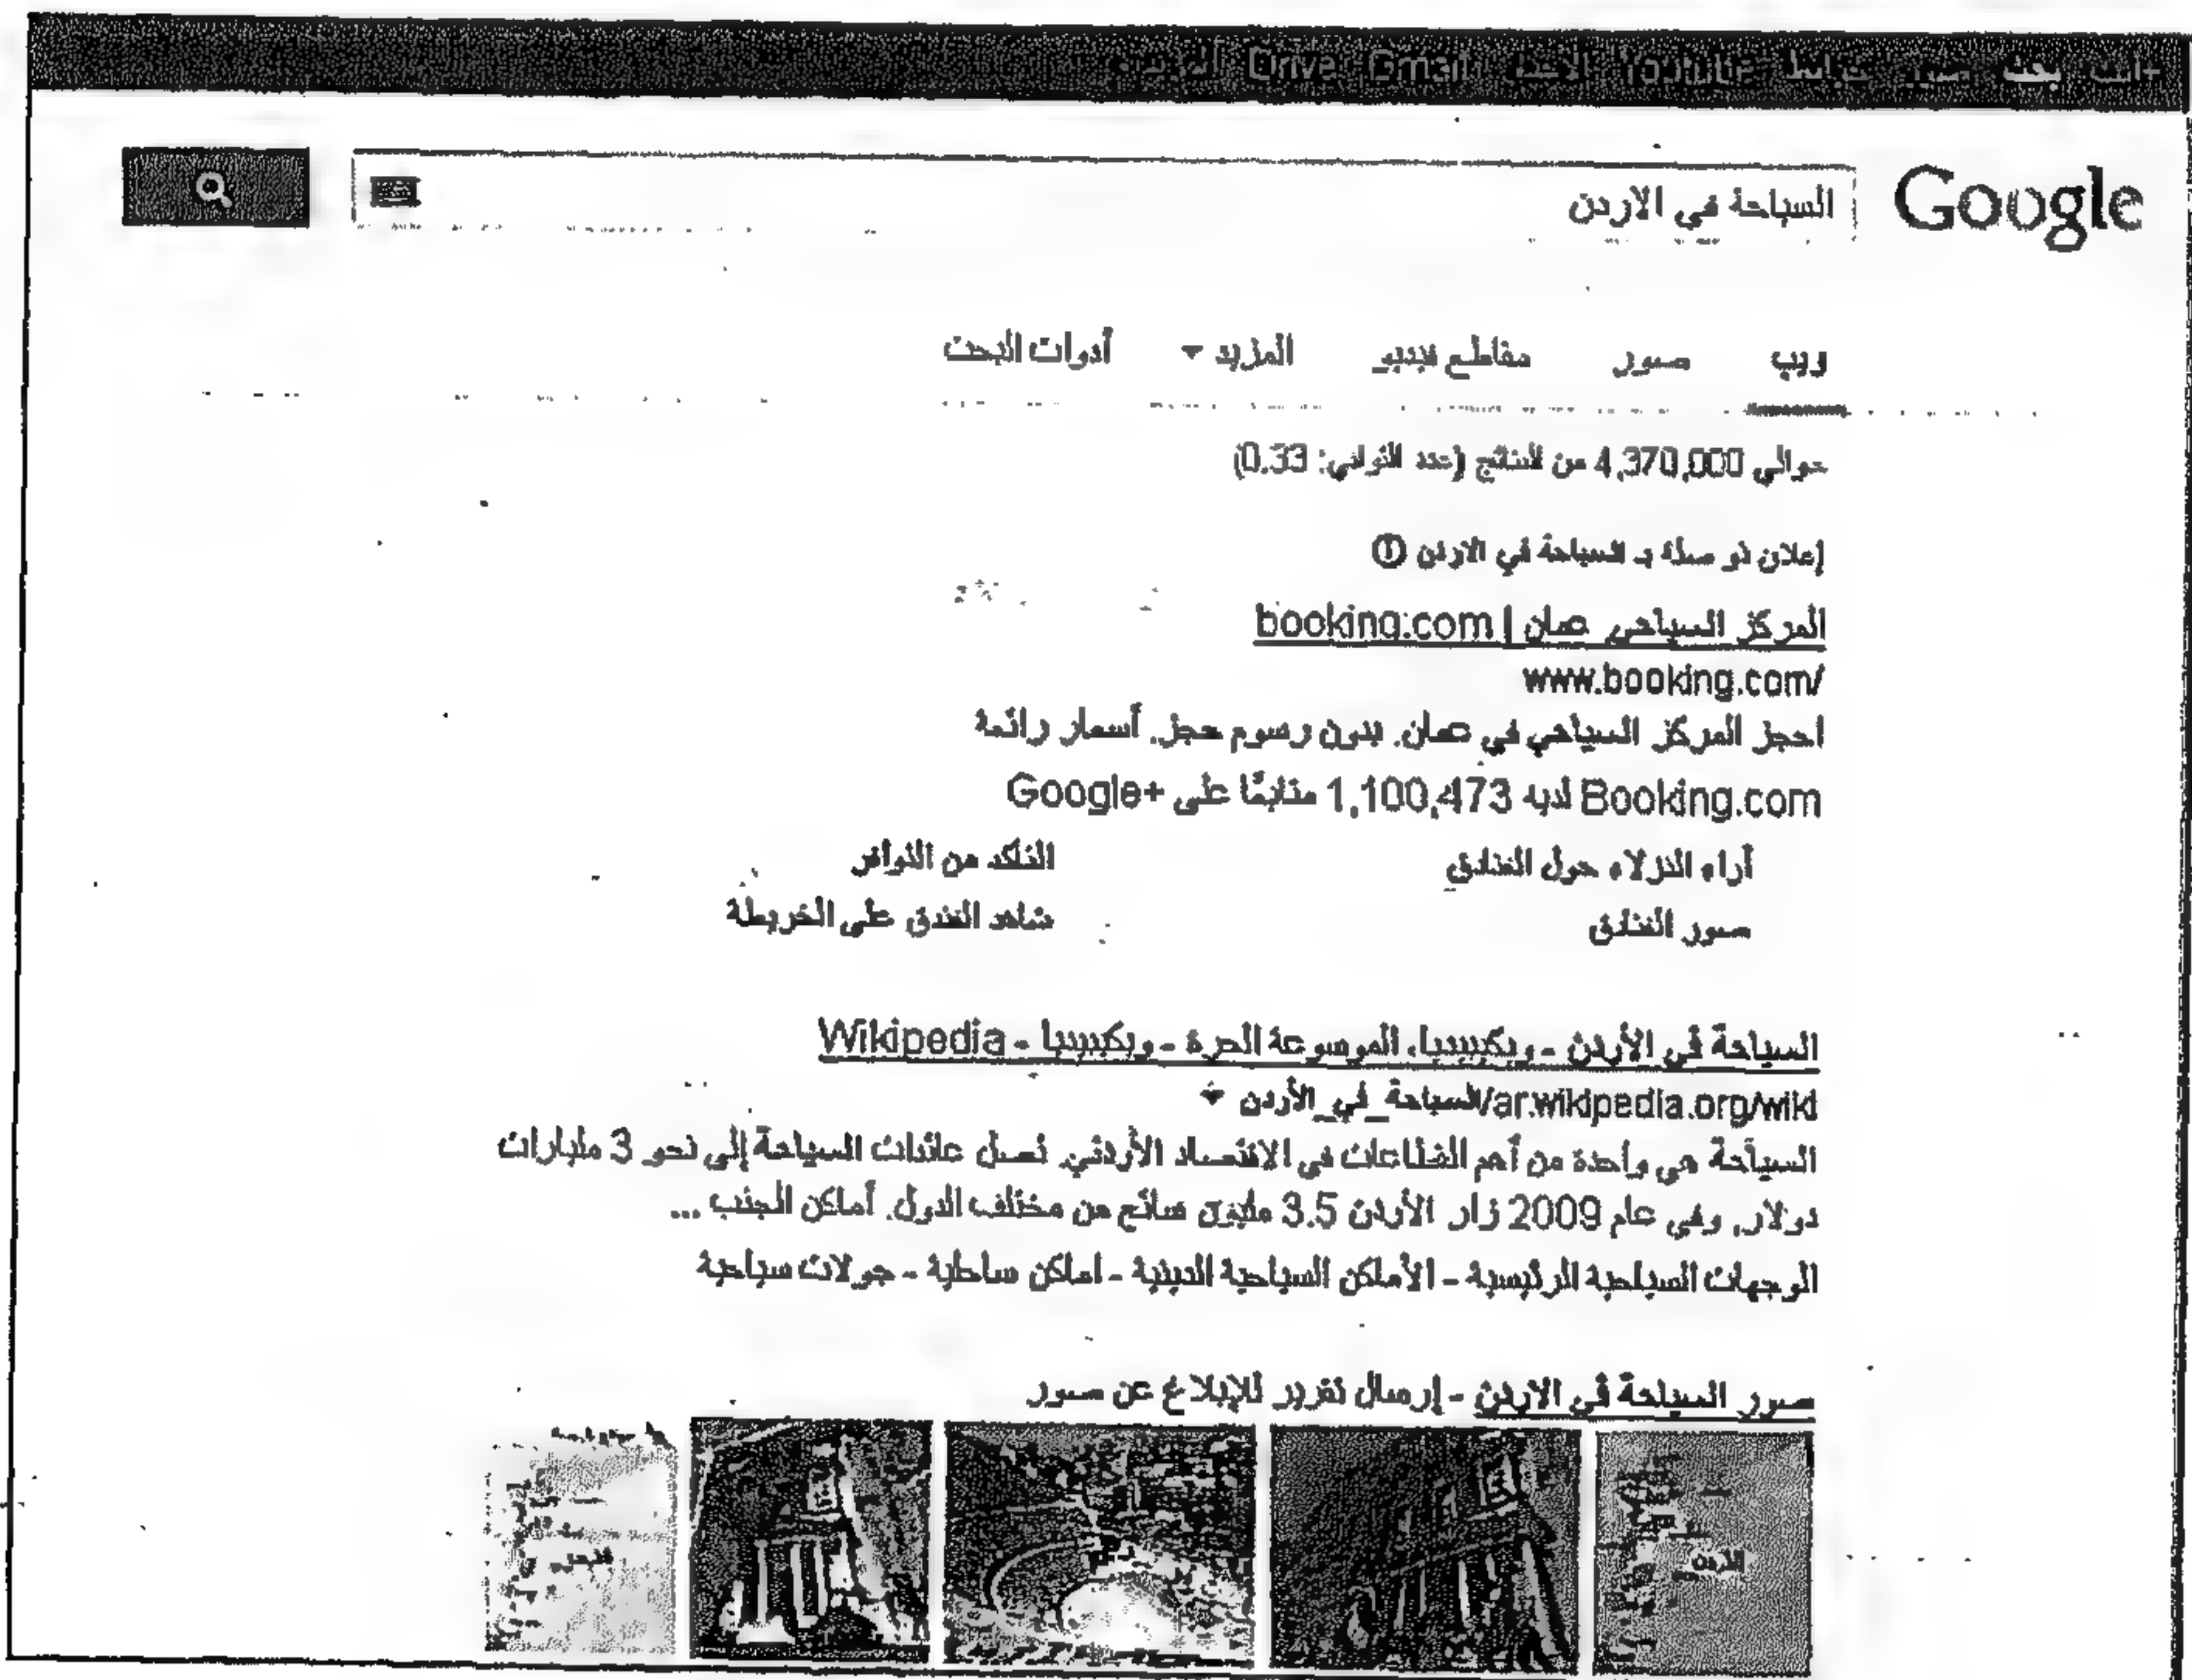 +أنت بحث صور خرائط Youtube الأخبار Gmail Drive المزيد
Google
السياحة في الاردن
ويب صور مقاطع فيديو المزيد أدوات البحث
حوالي 4,370,000 من النتائج (عدد الثواني: 0.33)
إعلان ذو صلة بـ السياحة في الاردن
المركز السياحي عمان | booking.com
www.booking.com/
احجز المركز السياحي في عمان. بدون رسوم حجز. أسعار رائعة
Booking.com لديه 1,100,473 متابعًا على Google+
آراء النزلاء حول الفنادق التأكد من التوافر
صور الفنادق شاهد الفندق على الخريطة
السياحة في الأردن - ويكيبيديا، الموسوعة الحرة - ويكيبيديا - Wikipedia
ar.wikipedia.org/wiki/السياحة_في_الأردن
السياحة هي واحدة من أهم القطاعات في الاقتصاد الأردني. تصل عائدات السياحة إلى نحو 3 مليارات
دولار. وفي عام 2009 زار الأردن 3.5 مليون سائح من مختلف الدول. أماكن الجذب ...
الوجهات السياحية الرئيسية - الأماكن السياحية الدينية - اماكن ساطية - جولات سياحية
صور السياحة في الاردن - إرسال تقرير للإبلاغ عن صور